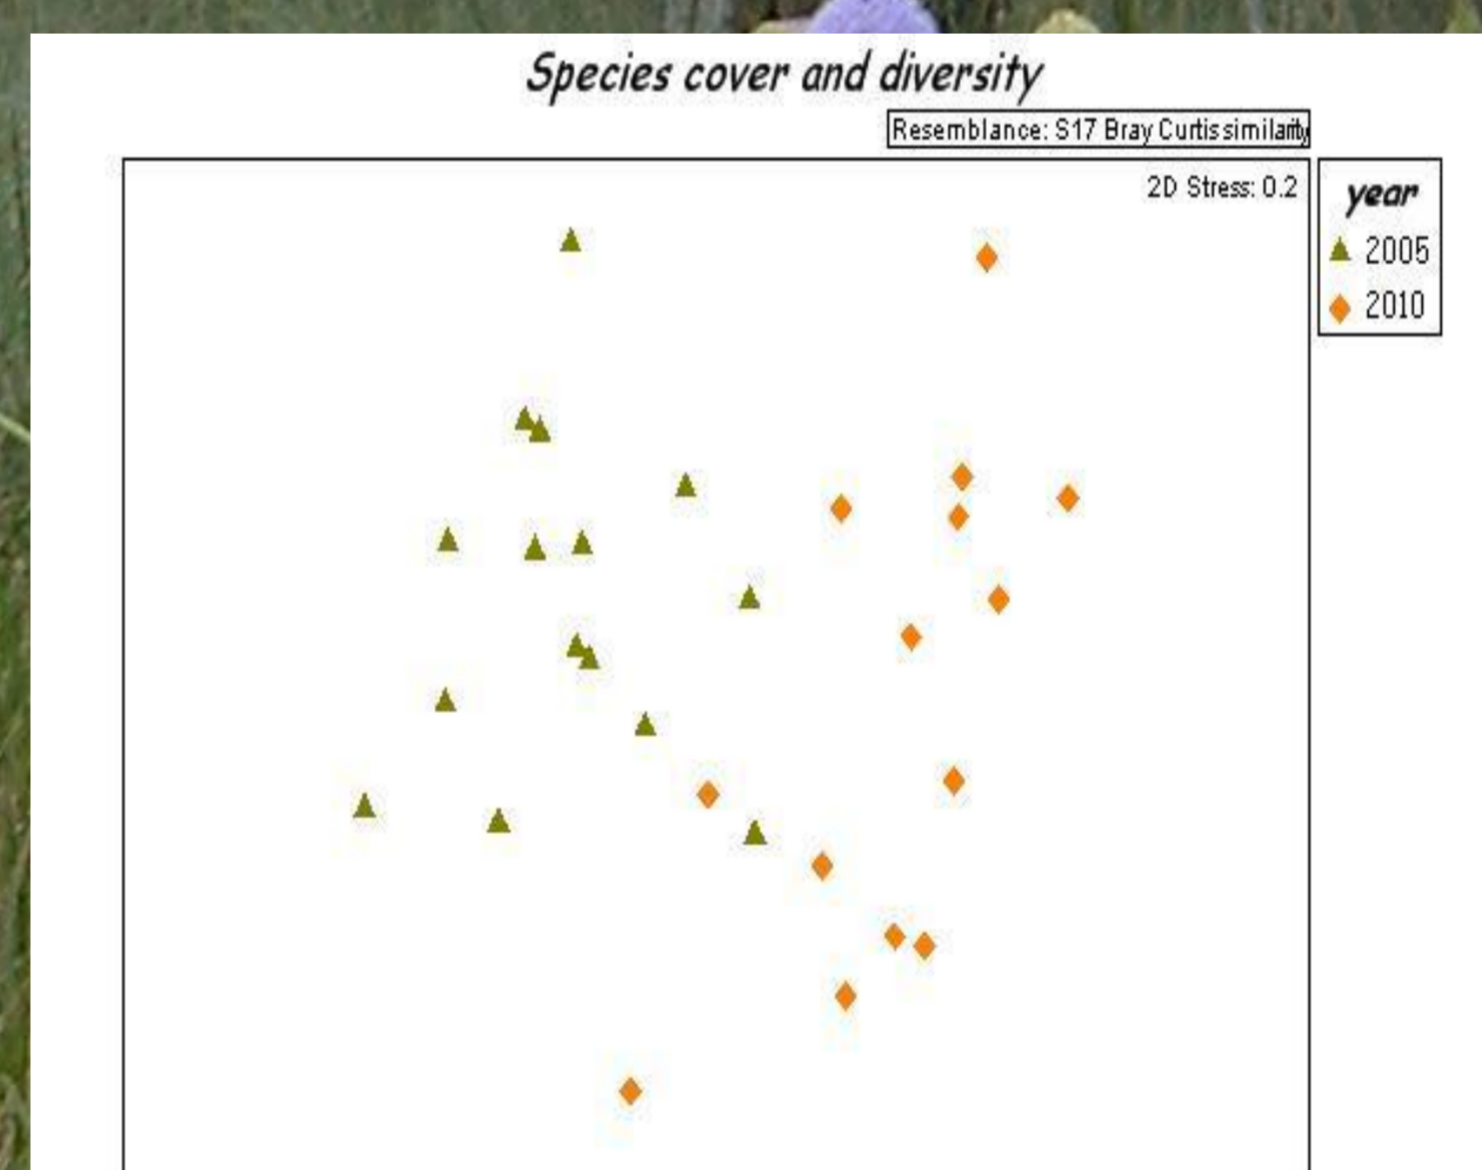 Species cover and diversity
Resemblance: S17 Bray Curtis similarity
2D Stress: 0.2
year
2005
2010